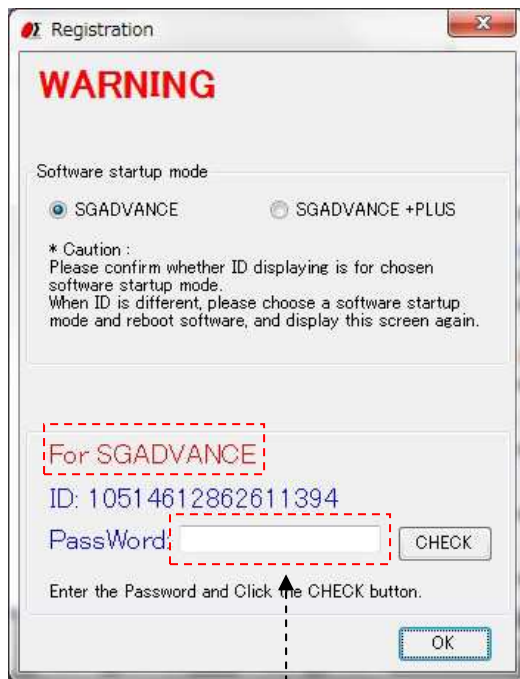 Registration
WARNING
Software startup mode
SGADVANCE
SGADVANCE +PLUS
* Caution :
Please confirm whether ID displaying is for chosen
software startup mode.
When ID is different, please choose a software startup
mode and reboot software, and display this screen again.
For SGADVANCE
ID: 10514612862611394
PassWord:
CHECK
Enter the Password and Click the CHECK button.
OK